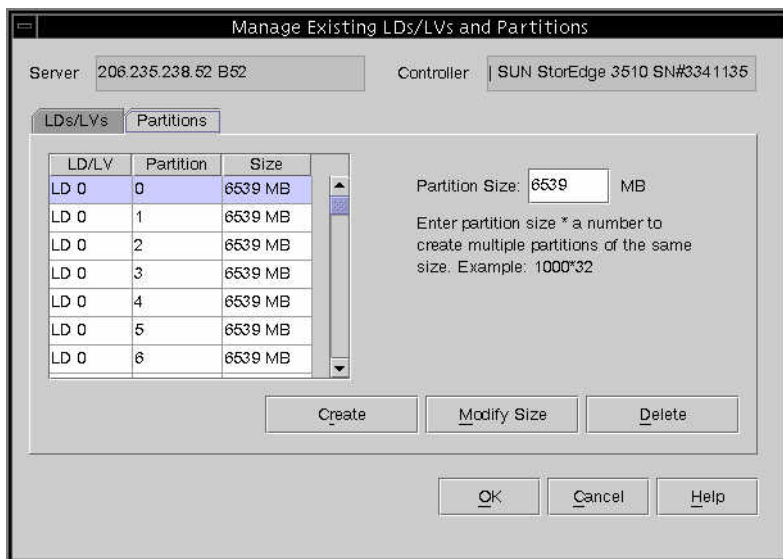 Manage Existing LDs/LVs and Partitions
Server 206.235.238.52 B52 Controller | SUN StorEdge 3510 SN#3341135
LDs/LVs Partitions
LD/LV Partition Size
LD 0 0 6539 MB
LD 0 1 6539 MB
LD 0 2 6539 MB
LD 0 3 6539 MB
LD 0 4 6539 MB
LD 0 5 6539 MB
LD 0 6 6539 MB
Partition Size: 6539 MB
Enter partition size * a number to
create multiple partitions of the same
size. Example: 1000*32
Create Modify Size Delete
OK Cancel Help